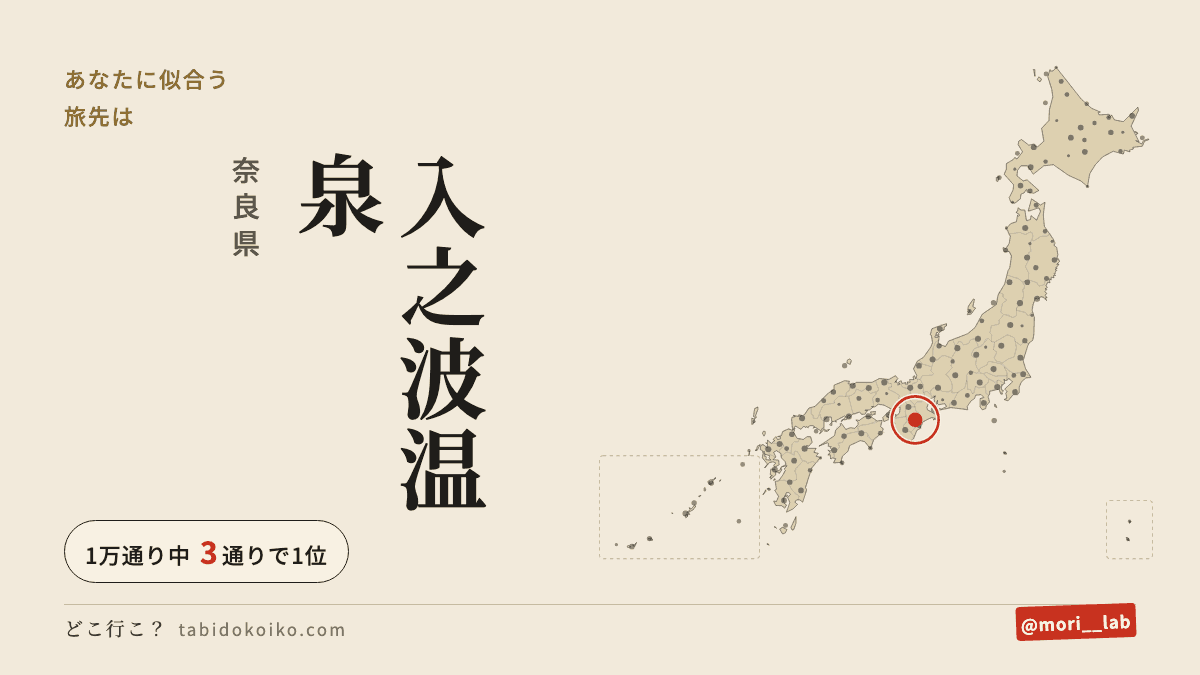 あなたに似合う
旅先は
入之波温
泉
奈良県
1万通り中 3通りで1位
どこ行こ？ tabidokoiko.com
@mori__lab